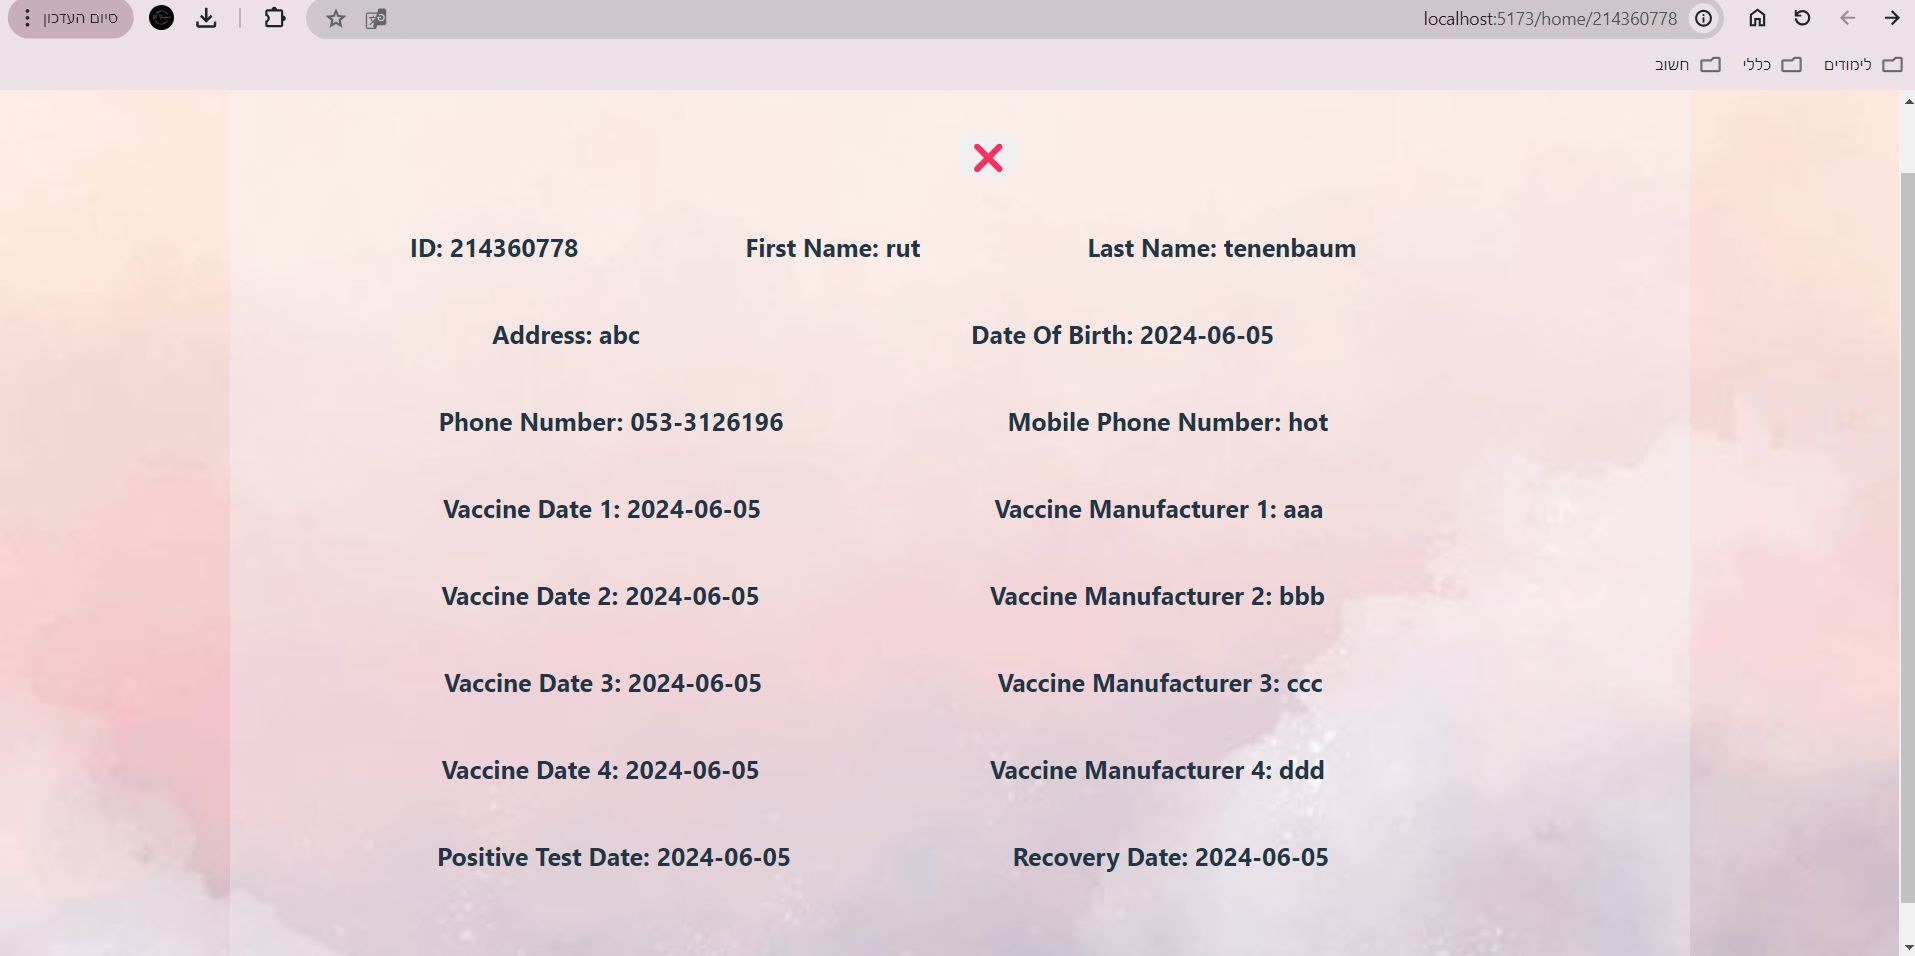 סיום העדכון
localhost:5173/home/214360778
לימודים כללי חשוב
ID: 214360778 First Name: rut Last Name: tenenbaum
Address: abc Date Of Birth: 2024-06-05
Phone Number: 053-3126196 Mobile Phone Number: hot
Vaccine Date 1: 2024-06-05 Vaccine Manufacturer 1: aaa
Vaccine Date 2: 2024-06-05 Vaccine Manufacturer 2: bbb
Vaccine Date 3: 2024-06-05 Vaccine Manufacturer 3: ccc
Vaccine Date 4: 2024-06-05 Vaccine Manufacturer 4: ddd
Positive Test Date: 2024-06-05 Recovery Date: 2024-06-05